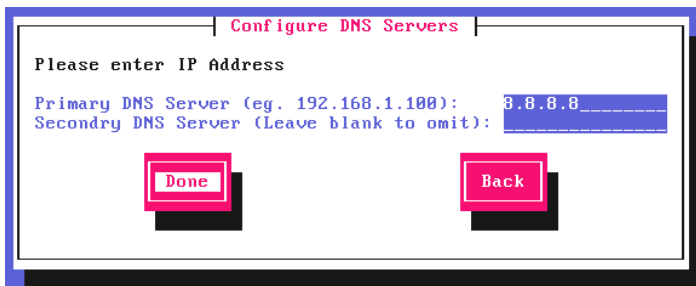 Configure DNS Servers
Please enter IP Address
Primary DNS Server (eg. 192.168.1.100): 8.8.8.8________
Secondry DNS Server (Leave blank to omit): _______________
Done Back